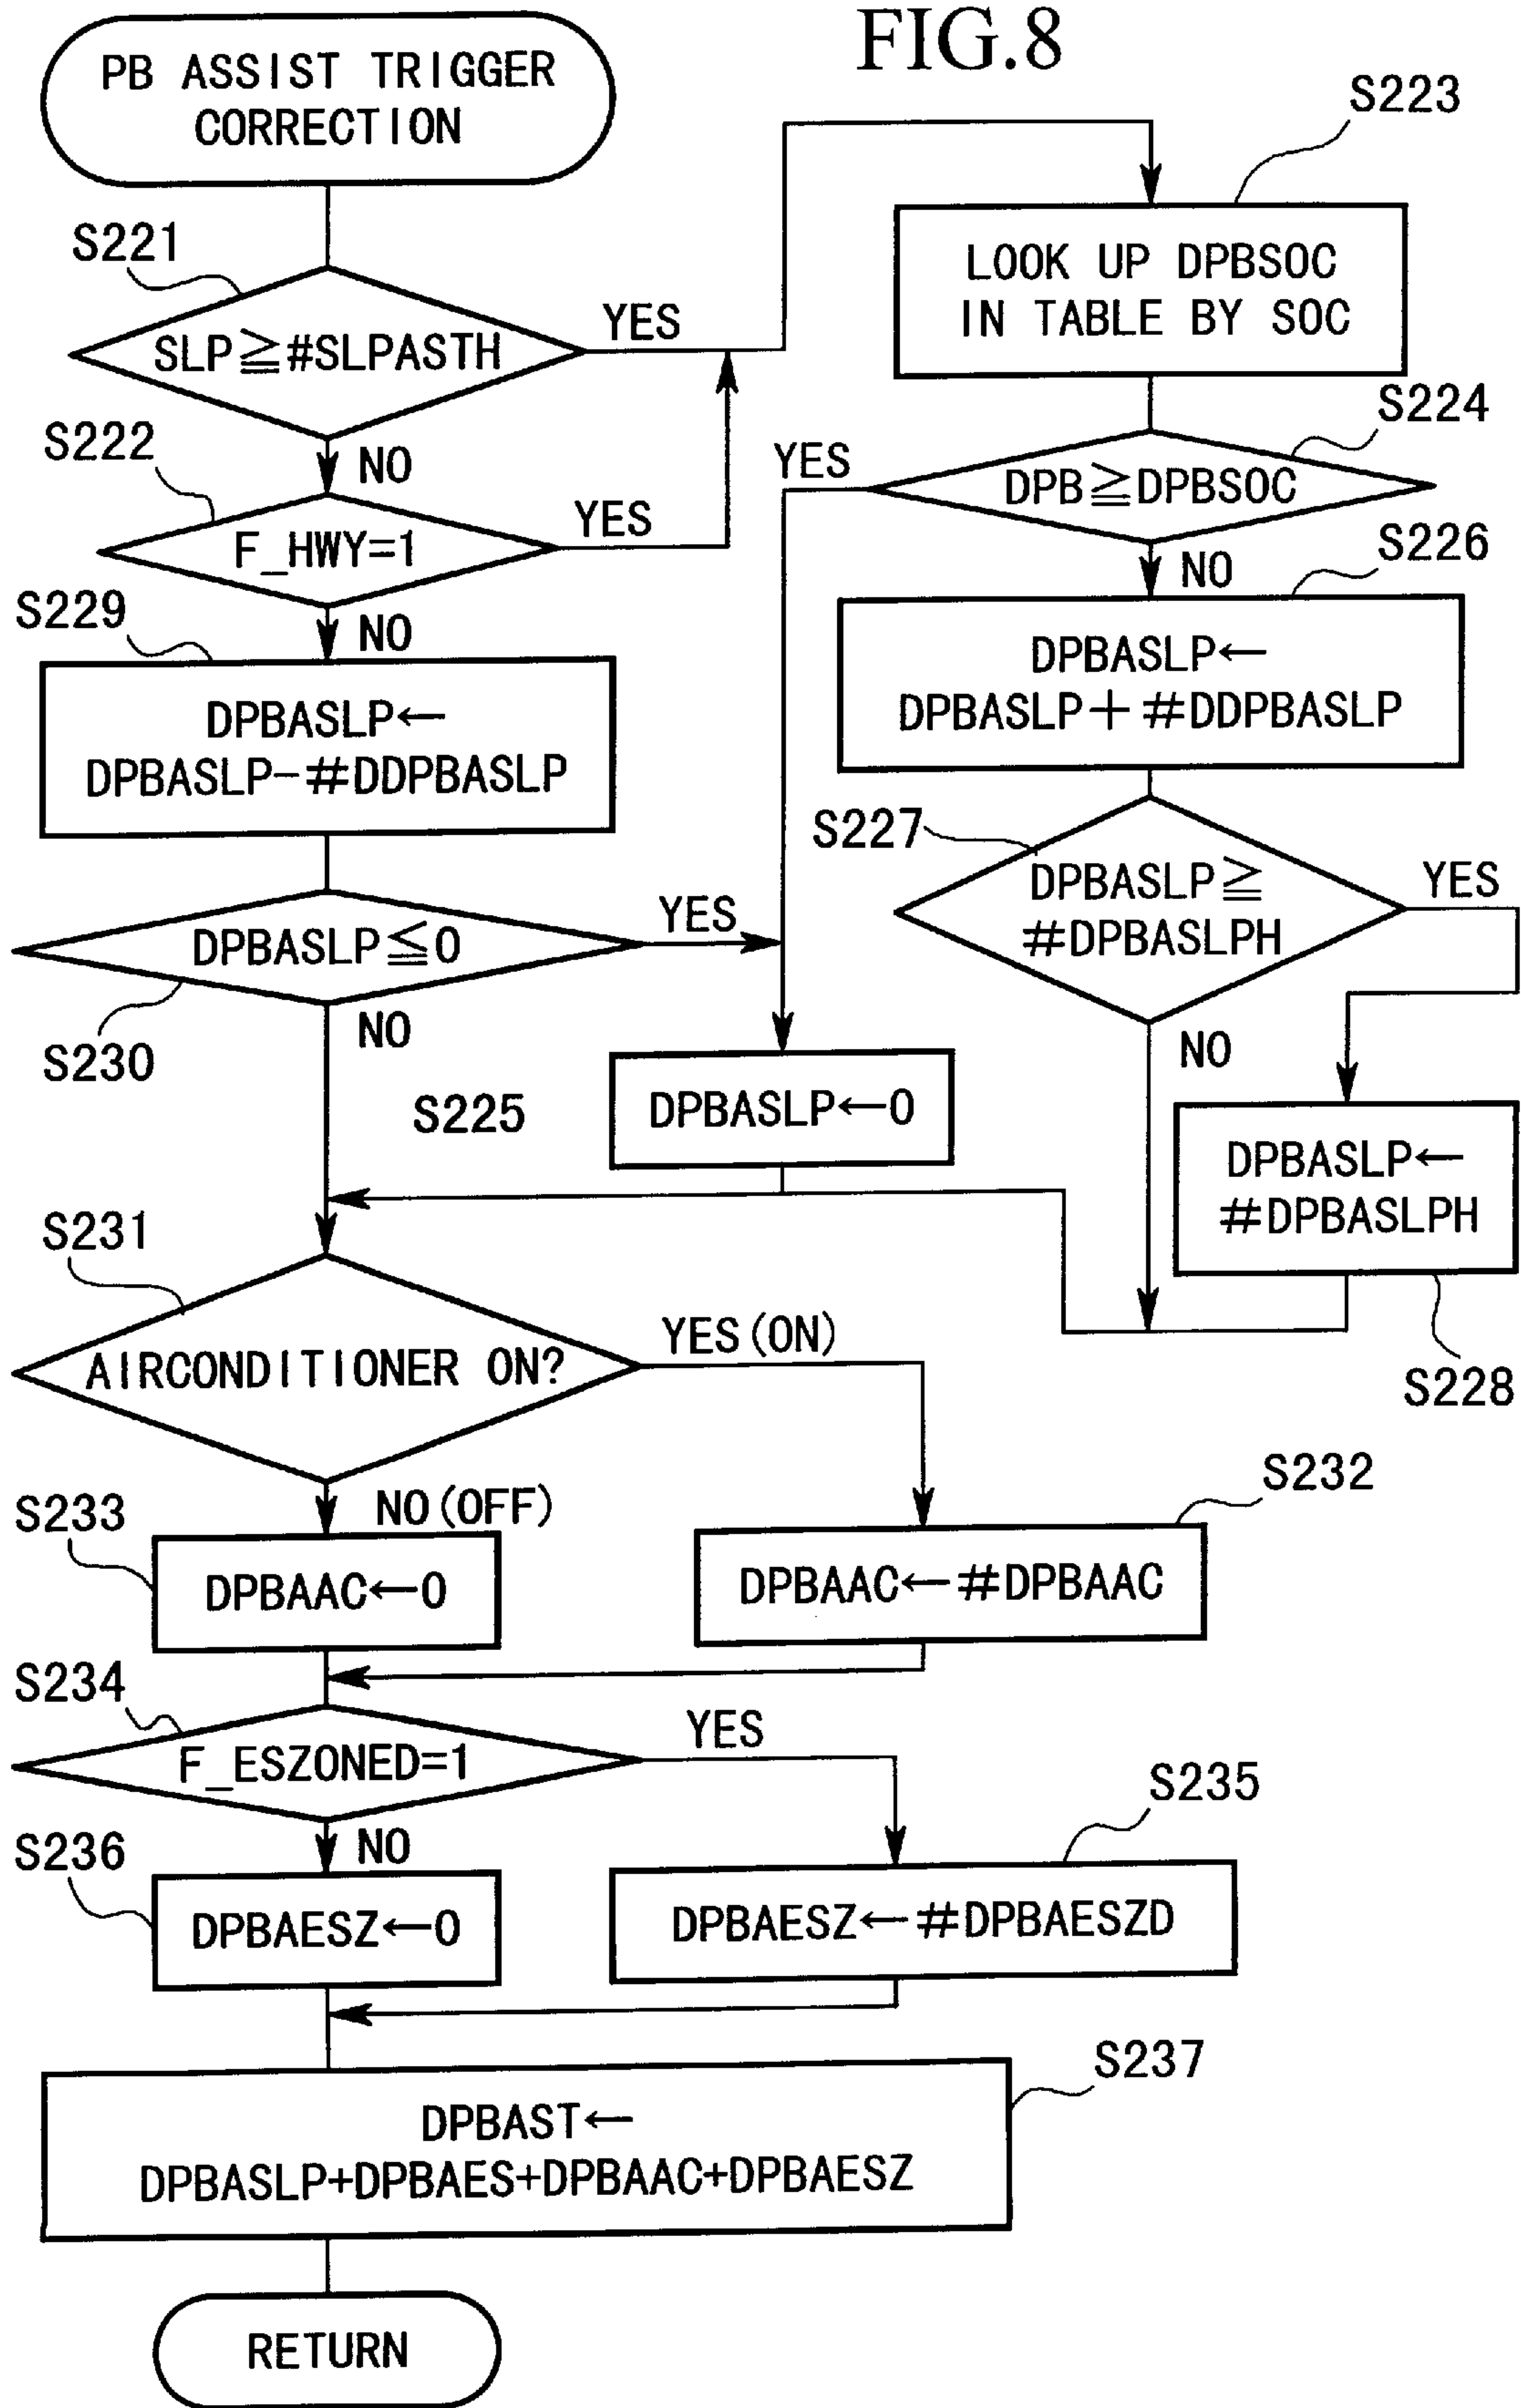 FIG.8
PB ASSIST TRIGGER
CORRECTION
S221
SLP≧#SLPASTH
YES
NO
S222
F_HWY=1
YES
NO
S223
LOOK UP DPBSOC
IN TABLE BY SOC
S224
DPB≧DPBSOC
YES
NO
S226
DPBASLP←
DPBASLP+#DDPBASLP
S227
DPBASLP≧
#DPBASLPH
YES
NO
DPBASLP←
#DPBASLPH
S228
S229
DPBASLP←
DPBASLP-#DDPBASLP
DPBASLP≦0
YES
S230
NO
S225
DPBASLP←0
S231
AIRCONDITIONER ON?
YES(ON)
NO(OFF)
S232
DPBAAC←#DPBAAC
S233
DPBAAC←0
S234
F_ESZONED=1
YES
NO
S235
DPBAESZ←#DPBAESZD
S236
DPBAESZ←0
S237
DPBAST←
DPBASLP+DPBAES+DPBAAC+DPBAESZ
RETURN